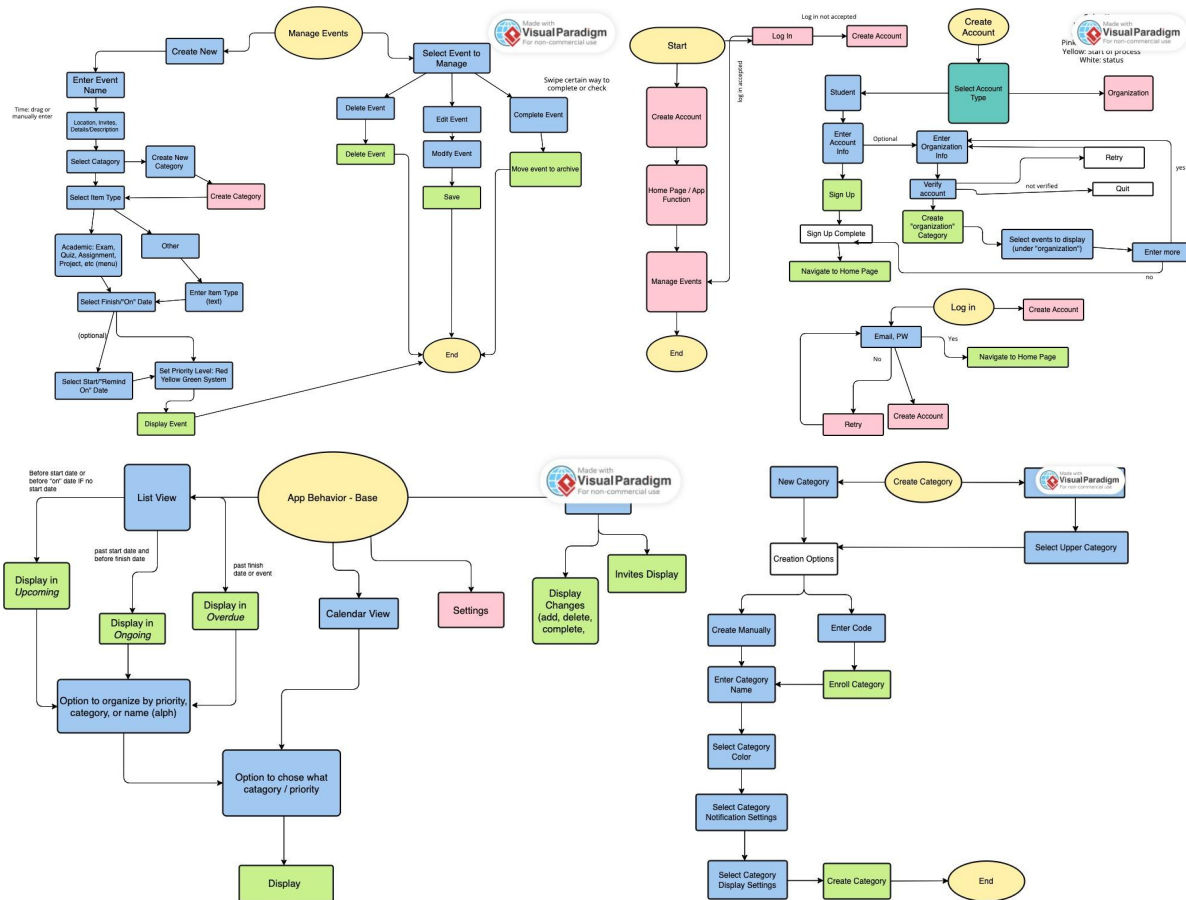 Manage Events
Create New
Enter Event
Name
Time: drag or
manually enter
Location, Invites,
Details/Description
Select Catagory
Create New
Category
Create Category
Select Item Type
Academic: Exam,
Quiz, Assignment,
Project, etc (menu)
Other
Enter Item Type
(text)
Select Finish/"On" Date
(optional)
Select Start/"Remind
On" Date
Set Priority Level: Red
Yellow Green System
Display Event
Select Event to
Manage
Made with
VisualParadigm
For non-commercial use
Swipe certain way to
complete or check
Delete Event
Edit Event
Complete Event
Delete Event
Modify Event
Move event to archive
Save
End
Start
Log in not accepted
Log In
Create Account
log in accepted
Create Account
Home Page / App
Function
Manage Events
End
Create
Account
Made with
VisualParadigm
For non-commercial use
Yellow: start of process
White: status
Student
Select Account
Type
Organization
Enter
Account
Info
Optional
Enter
Organization
Info
Retry
yes
Verify
account
not verified
Quit
Sign Up
Create
"organization"
Category
Sign Up Complete
Select events to display
(under "organization")
Enter more
no
Navigate to Home Page
Log in
Create Account
Email, PW
Yes
No
Navigate to Home Page
Retry
Create Account
Before start date or
before "on" date IF no
start date
List View
App Behavior - Base
Made with
VisualParadigm
For non-commercial use
past start date and
before finish date
past finish
date or event
Display in
Upcoming
Display in
Ongoing
Display in
Overdue
Calendar View
Settings
Display
Changes
(add, delete,
complete,
Invites Display
Option to organize by priority,
category, or name (alph)
Option to chose what
catagory / priority
Display
New Category
Create Category
Made with
VisualParadigm
For non-commercial use
Creation Options
Select Upper Category
Create Manually
Enter Code
Enter Category
Name
Enroll Category
Select Category
Color
Select Category
Notification Settings
Select Category
Display Settings
Create Category
End